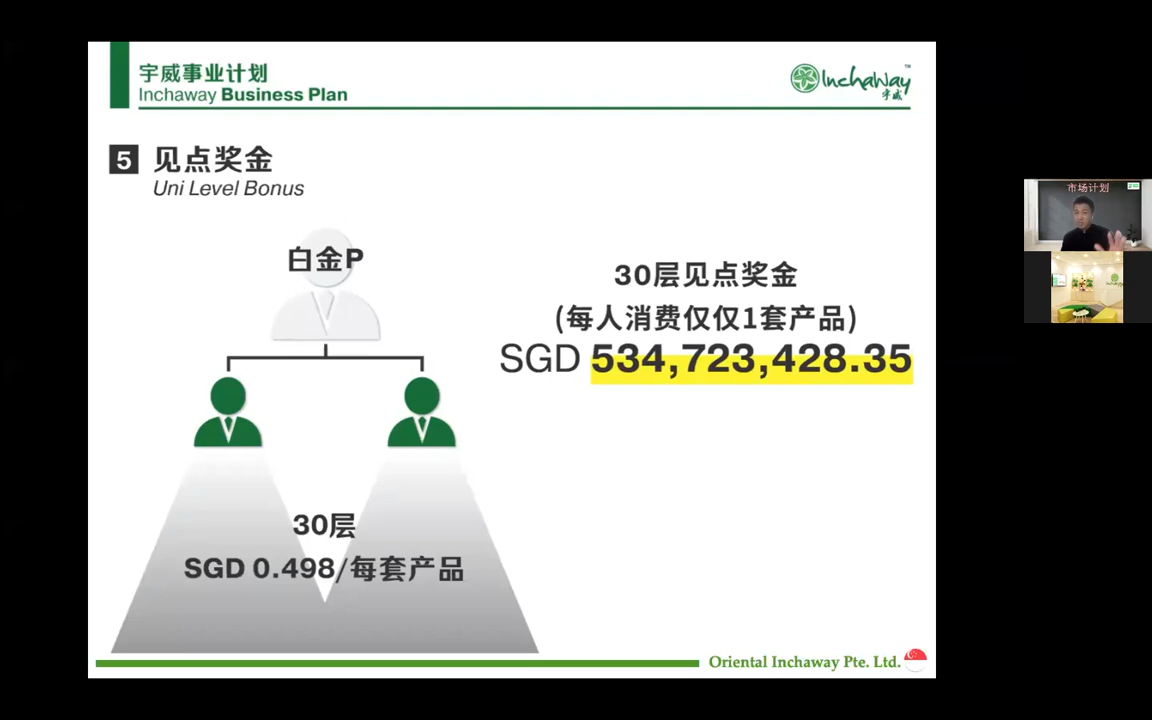 宇威事业计划
Inchaway Business Plan
InchaWay™
宇威
5 见点奖金
Uni Level Bonus
白金P
30层见点奖金
(每人消费仅仅1套产品)
SGD 534,723,428.35
30层
SGD 0.498/每套产品
Oriental Inchaway Pte. Ltd.
市场计划